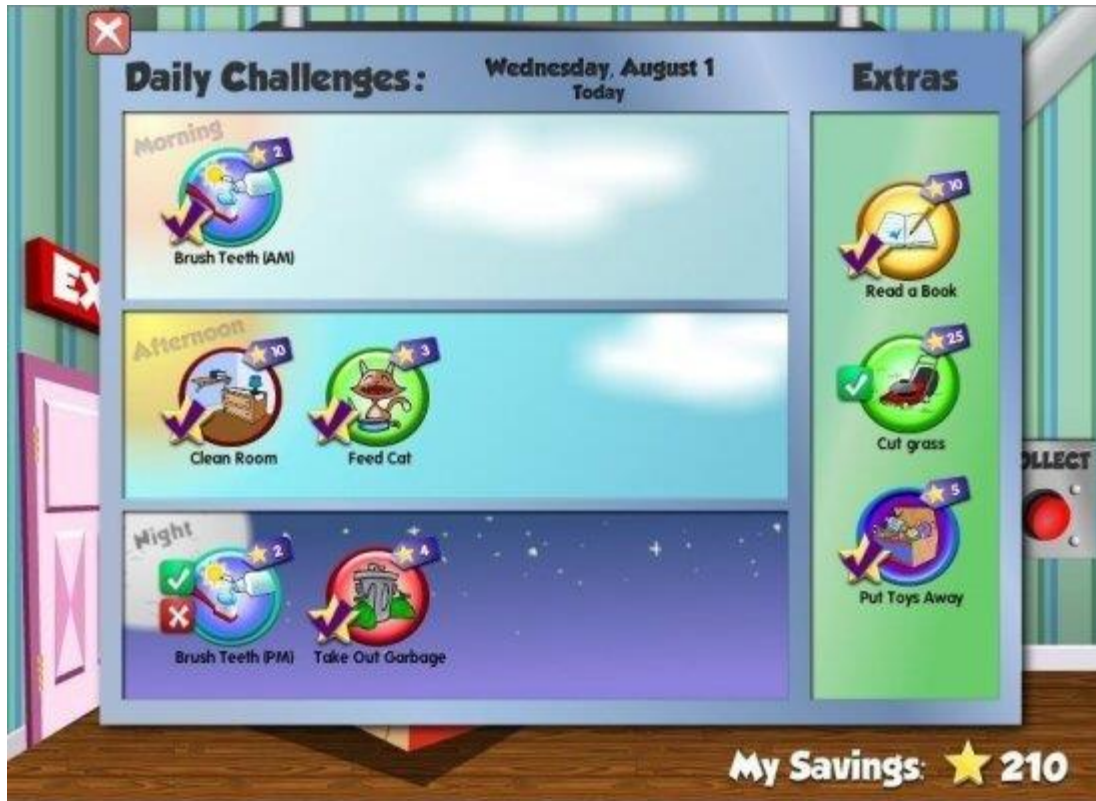 Daily Challenges:
Wednesday, August 1
Today
Extras
Morning
2
Brush Teeth (AM)
10
Read a Book
EX
Afternoon
10
Clean Room
3
Feed Cat
25
Cut grass
OLLECT
Night
2
Brush Teeth (PM)
4
Take Out Garbage
5
Put Toys Away
My Savings: 210